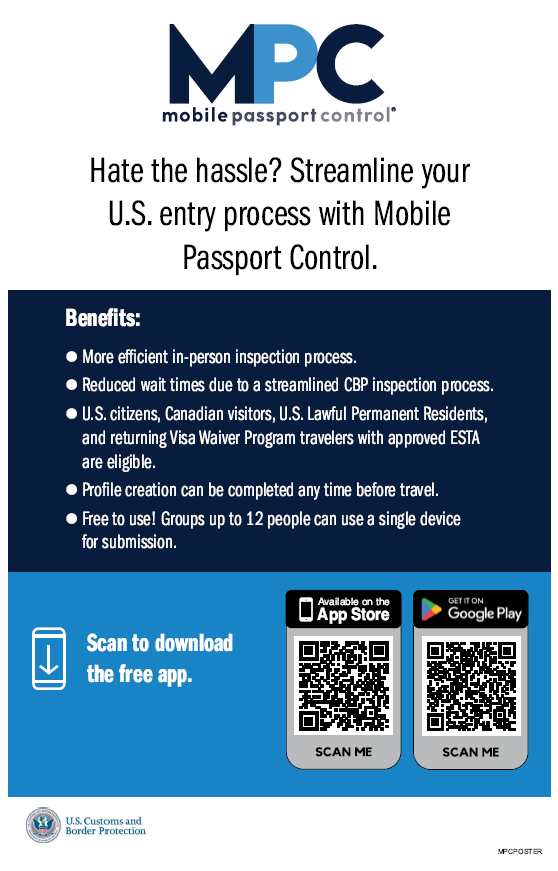 MPC
mobile passport control®
Hate the hassle? Streamline your
U.S. entry process with Mobile
Passport Control.
Benefits:
● More efficient in-person inspection process.
● Reduced wait times due to a streamlined CBP inspection process.
● U.S. citizens, Canadian visitors, U.S. Lawful Permanent Residents,
and returning Visa Waiver Program travelers with approved ESTA
are eligible.
● Profile creation can be completed any time before travel.
● Free to use! Groups up to 12 people can use a single device
for submission.
Scan to download
the free app.
Available on the
App Store
SCAN ME
GET IT ON
Google Play
SCAN ME
U.S. Customs and
Border Protection
MPCPOSTER